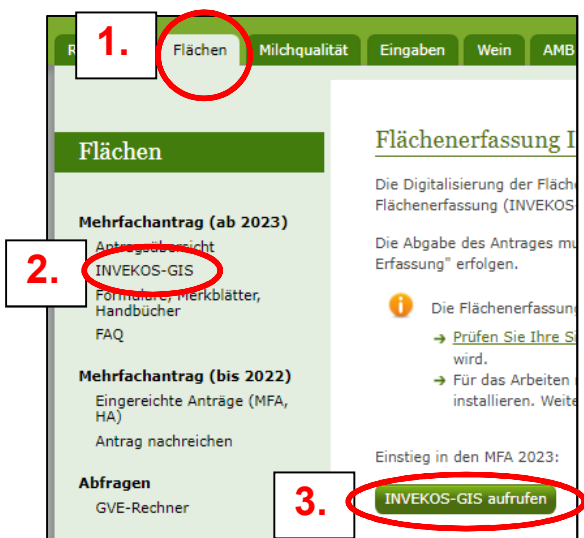 1.
Flächen
Milchqualität
Eingaben
Wein
AMB
Flächen
Mehrfachantrag (ab 2023)
Antragsübersicht
2.
INVEKOS-GIS
Formulare, Merkblätter,
Handbücher
FAQ
Mehrfachantrag (bis 2022)
Eingereichte Anträge (MFA,
HA)
Antrag nachreichen
Abfragen
GVE-Rechner
Flächenerfassung I
Die Digitalisierung der Fläch
Flächenerfassung (INVEKOS-
Die Abgabe des Antrages mu
Erfassung" erfolgen.
Die Flächenerfassung
→ Prüfen Sie Ihre Si
wird.
→ Für das Arbeiten
installieren. Weite
Einstieg in den MFA 2023:
3.
INVEKOS-GIS aufrufen